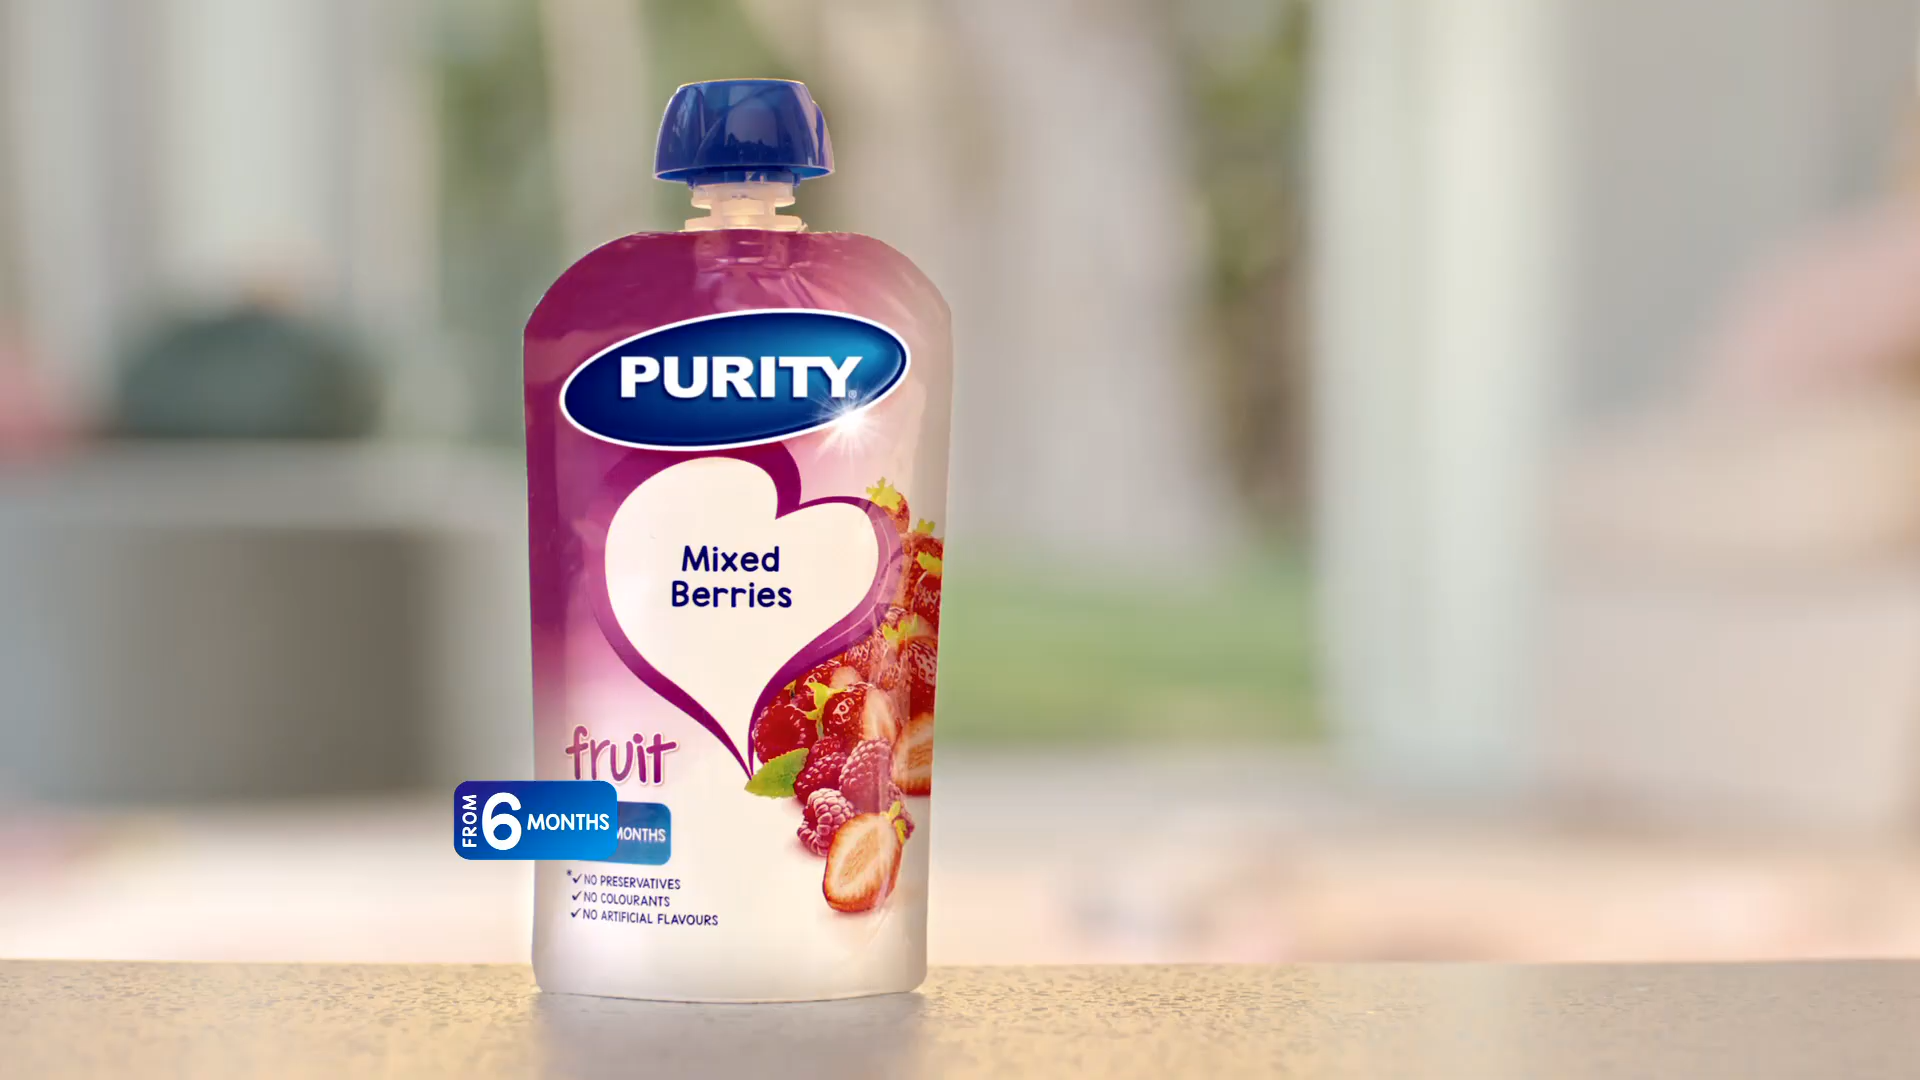 PURITY®
Mixed
Berries
fruit
FROM 6 MONTHS
MONTHS
*✓NO PRESERVATIVES
✓NO COLOURANTS
✓NO ARTIFICIAL FLAVOURS